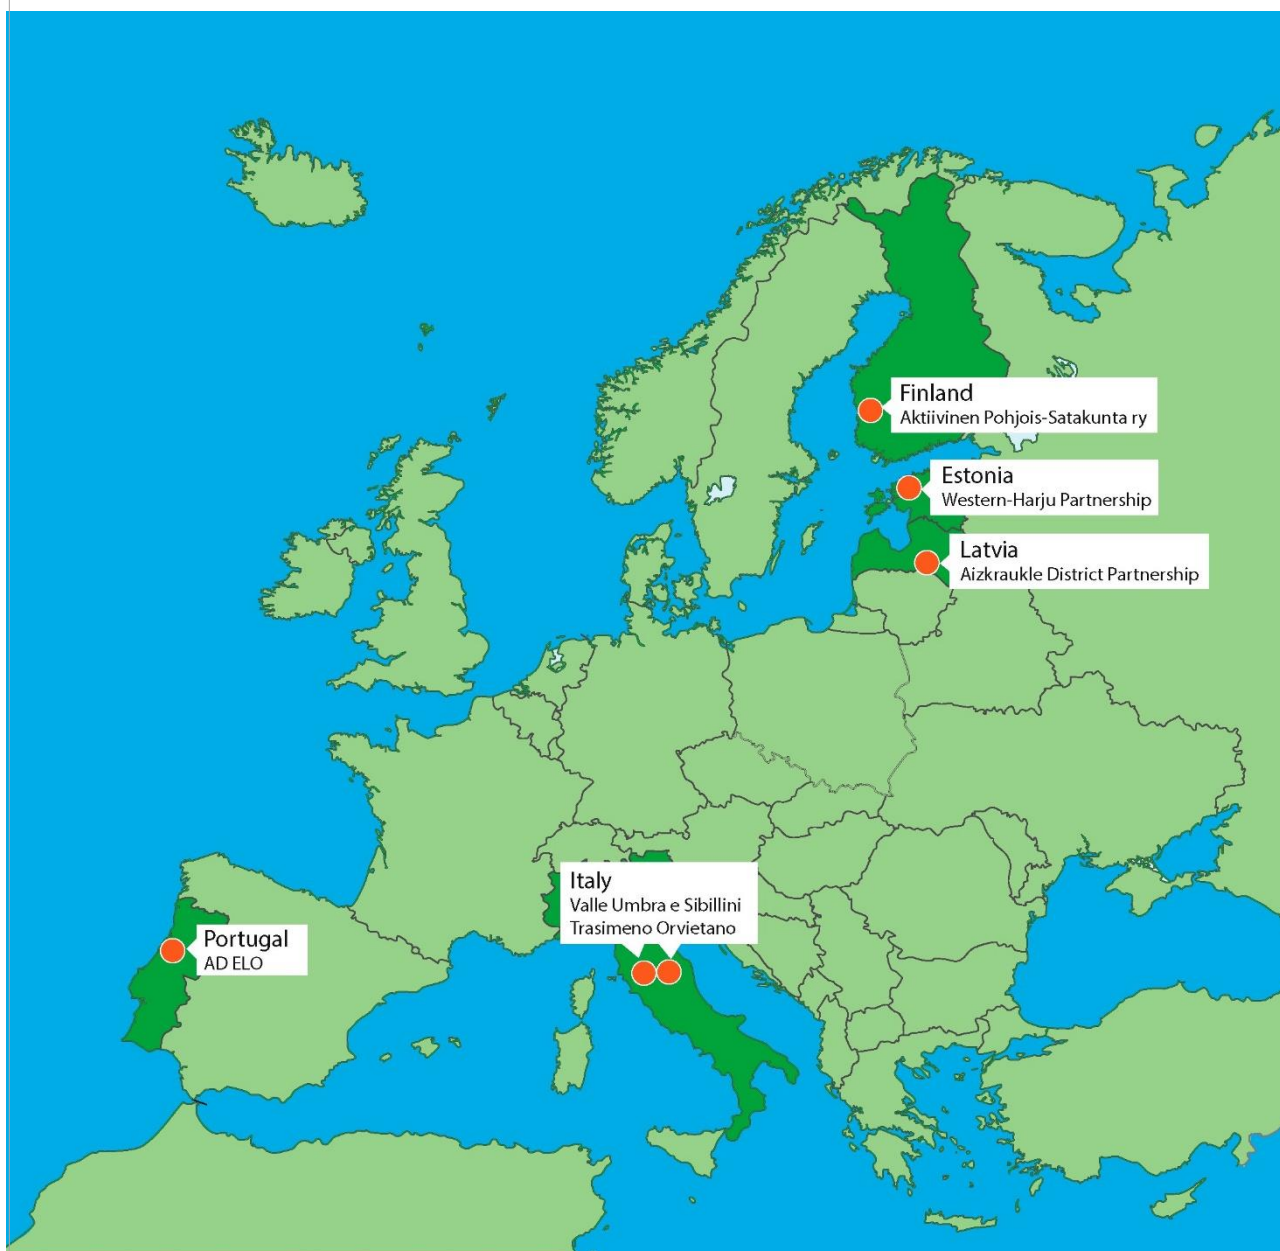 Finland
Aktiivinen Pohjois-Satakunta ry
Estonia
Western-Harju Partnership
Latvia
Aizkraukle District Partnership
Italy
Valle Umbra e Sibillini
Trasimeno Orvietano
Portugal
AD ELO